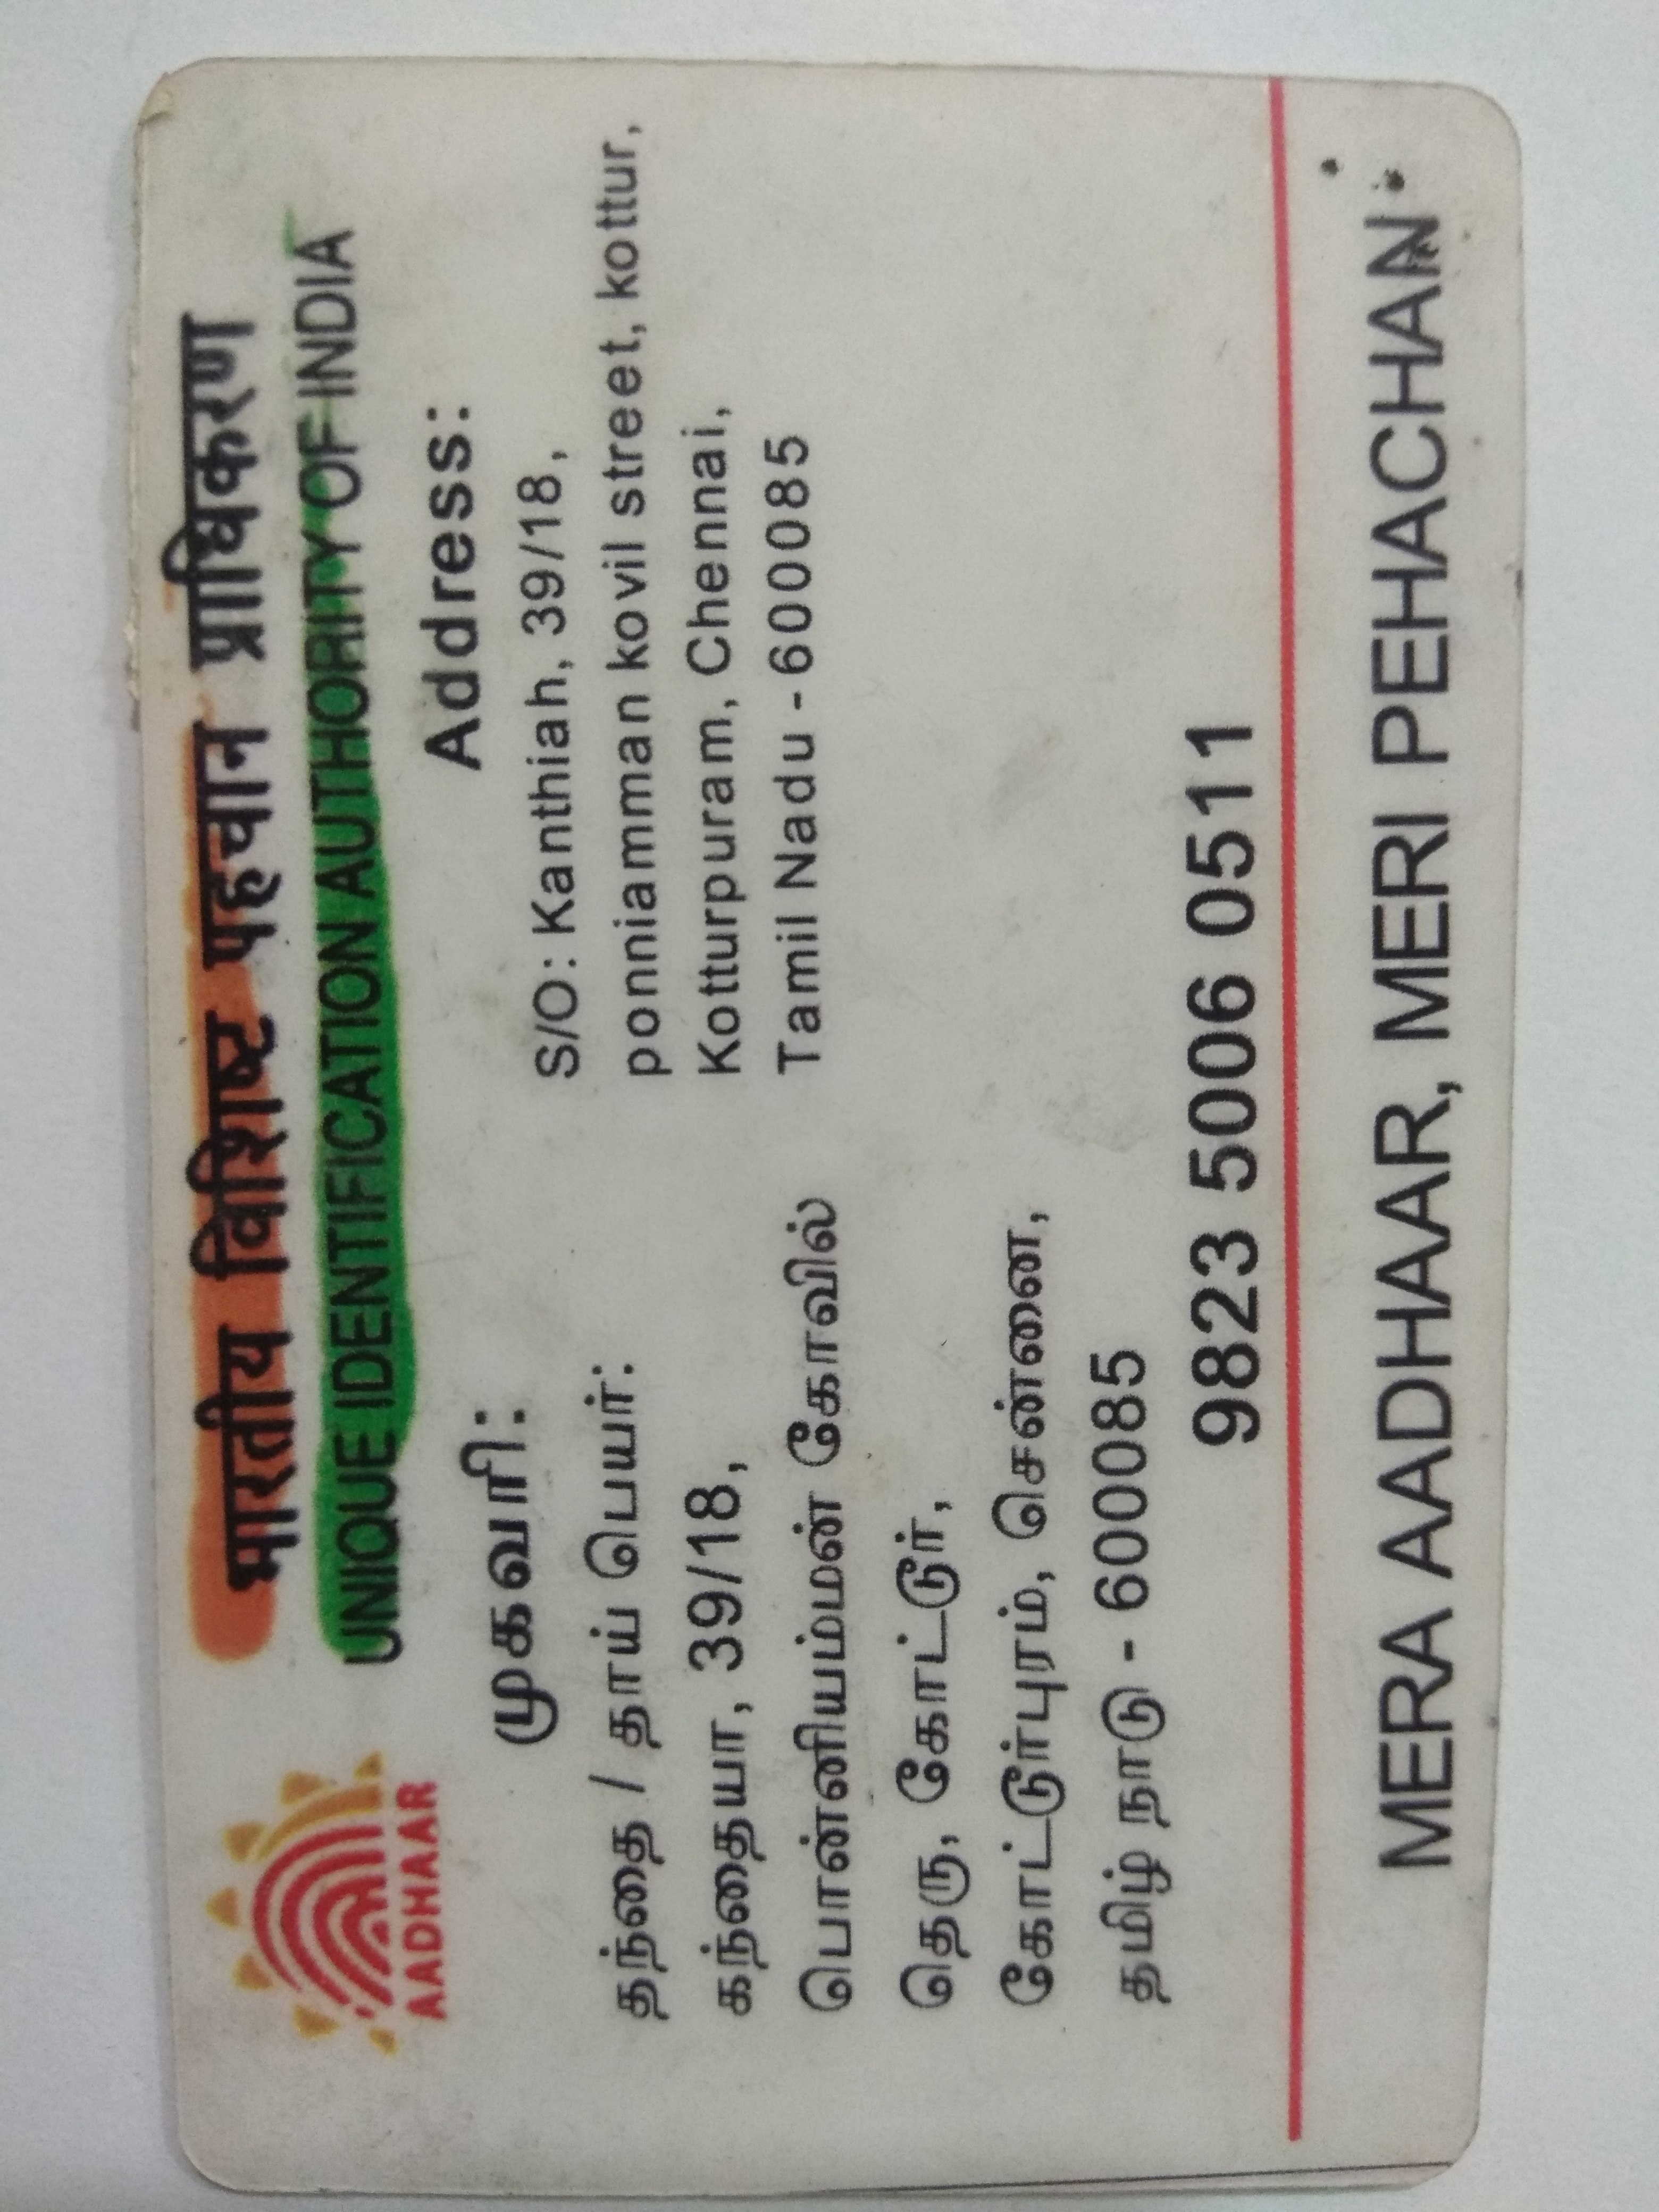 भारतीय विशिष्ट पहचान प्राधिकरण
UNIQUE IDENTIFICATION AUTHORITY OF INDIA
AADHAAR
முகவரி:
தந்தை / தாய் பெயர்:
கந்தையா, 39/18,
பொன்னியம்மன் கோவில்
தெரு, கோட்டூர்,
கோட்டூர்புரம், சென்னை,
தமிழ் நாடு - 600085
Address:
S/O: Kanthiah, 39/18,
ponniamman kovil street, kottur,
Kotturpuram, Chennai,
Tamil Nadu - 600085
9823 5006 0511
MERA AADHAAR, MERI PEHACHAN